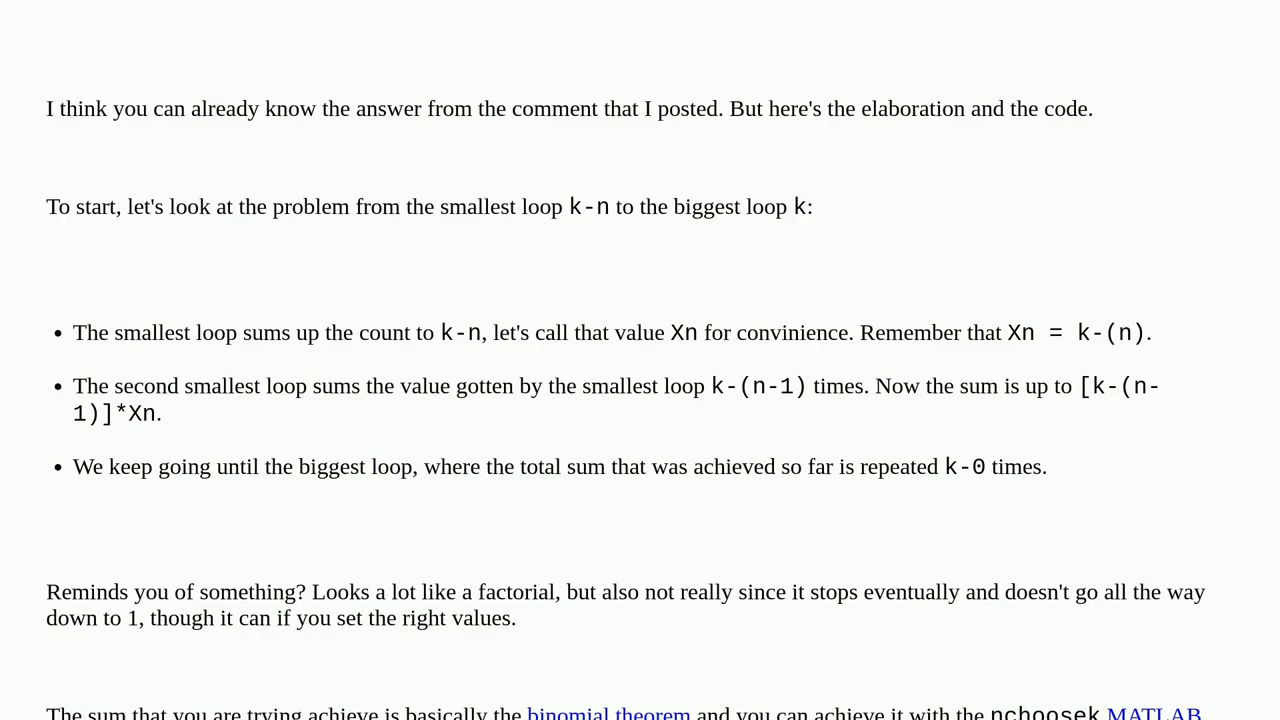 I think you can already know the answer from the comment that I posted. But here's the elaboration and the code.
To start, let's look at the problem from the smallest loop k-n to the biggest loop k:
• The smallest loop sums up the count to k-n, let's call that value Xn for convinience. Remember that Xn = k-(n).
• The second smallest loop sums the value gotten by the smallest loop k-(n-1) times. Now the sum is up to [k-(n-
1)]*Xn.
• We keep going until the biggest loop, where the total sum that was achieved so far is repeated k-0 times.
Reminds you of something? Looks a lot like a factorial, but also not really since it stops eventually and doesn't go all the way
down to 1, though it can if you set the right values.
The sum that you are trying achieve is basically the binomial theorem and you can achieve it with the nchoosek MATLAB